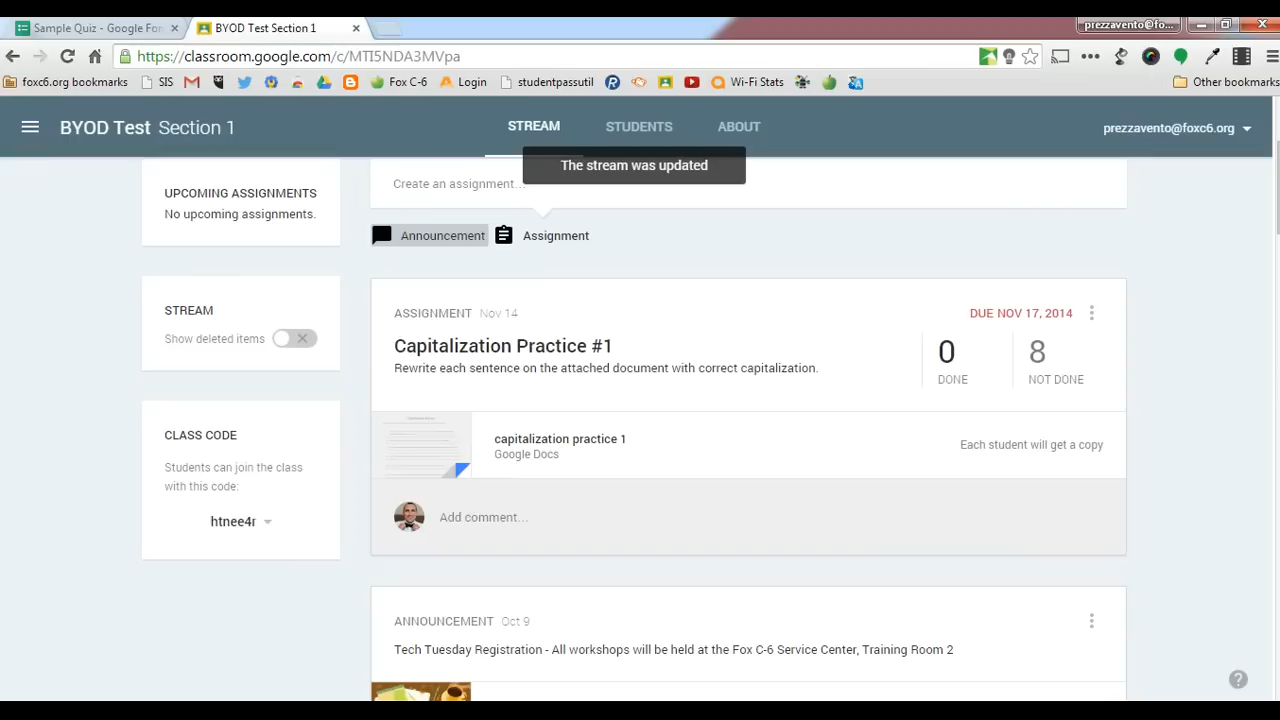 Sample Quiz - Google For
BYOD Test Section 1
prezzavento@fo...
https://classroom.google.com/c/MTI5NDA3MVpa
foxc6.org bookmarks
SIS
Fox C-6
Login
studentpassutil
Wi-Fi Stats
Other bookmarks
BYOD Test Section 1
STREAM
STUDENTS
ABOUT
prezzavento@foxc6.org
The stream was updated
UPCOMING ASSIGNMENTS
No upcoming assignments.
Create an assignment...
Announcement
Assignment
STREAM
Show deleted items
ASSIGNMENT Nov 14
DUE NOV 17, 2014
Capitalization Practice #1
Rewrite each sentence on the attached document with correct capitalization.
0
DONE
8
NOT DONE
CLASS CODE
Students can join the class
with this code:
htnee4r
capitalization practice 1
Google Docs
Each student will get a copy
Add comment...
ANNOUNCEMENT Oct 9
Tech Tuesday Registration - All workshops will be held at the Fox C-6 Service Center, Training Room 2